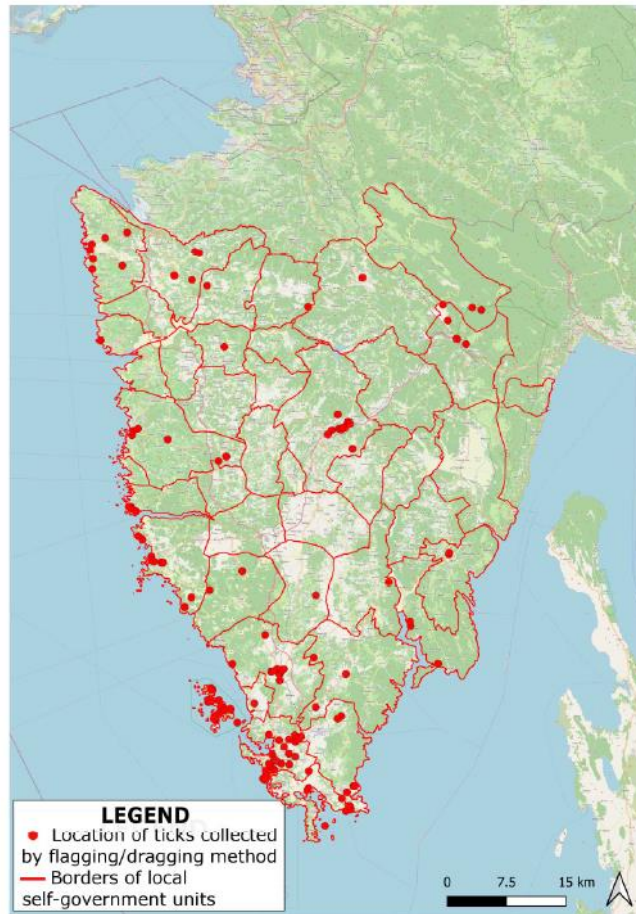 LEGEND
Location of ticks collected
by flagging/dragging method
Borders of local
self-government units
0 7.5 15 km